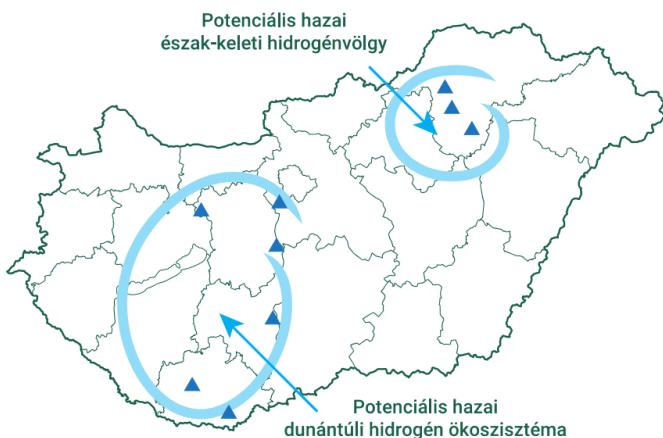 Potenciális hazai
észak-keleti hidrogénvölgy
Potenciális hazai
dunántúli hidrogén ökoszisztéma